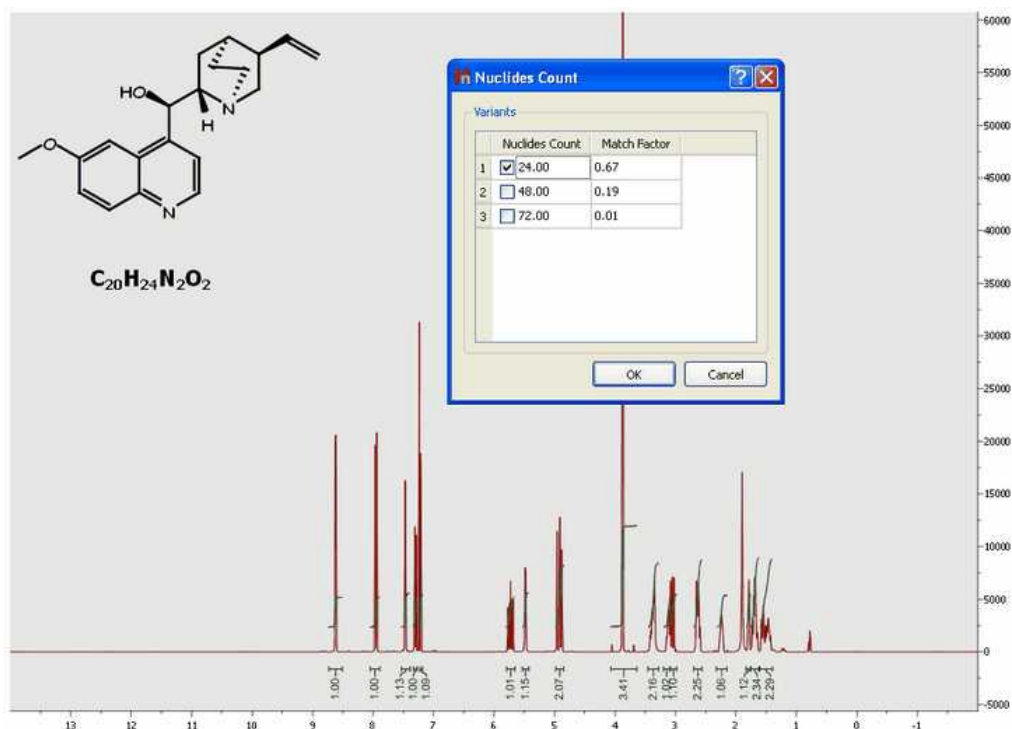 HO
N
H
O
N
C20H24N2O2
Nuclides Count
Variants
Nuclides Count Match Factor
1 24.00 0.67
2 48.00 0.19
3 72.00 0.01
OK Cancel
60000
55000
50000
45000
40000
35000
30000
25000
20000
15000
10000
5000
0
-5000
1.00 1.00 1.13 1.00 1.09 1.01 1.15 2.07 3.41 2.16 1.02 1.10 2.25 1.06 1.12 2.34 2.29
13 12 11 10 9 8 7 6 5 4 3 2 1 0 -1